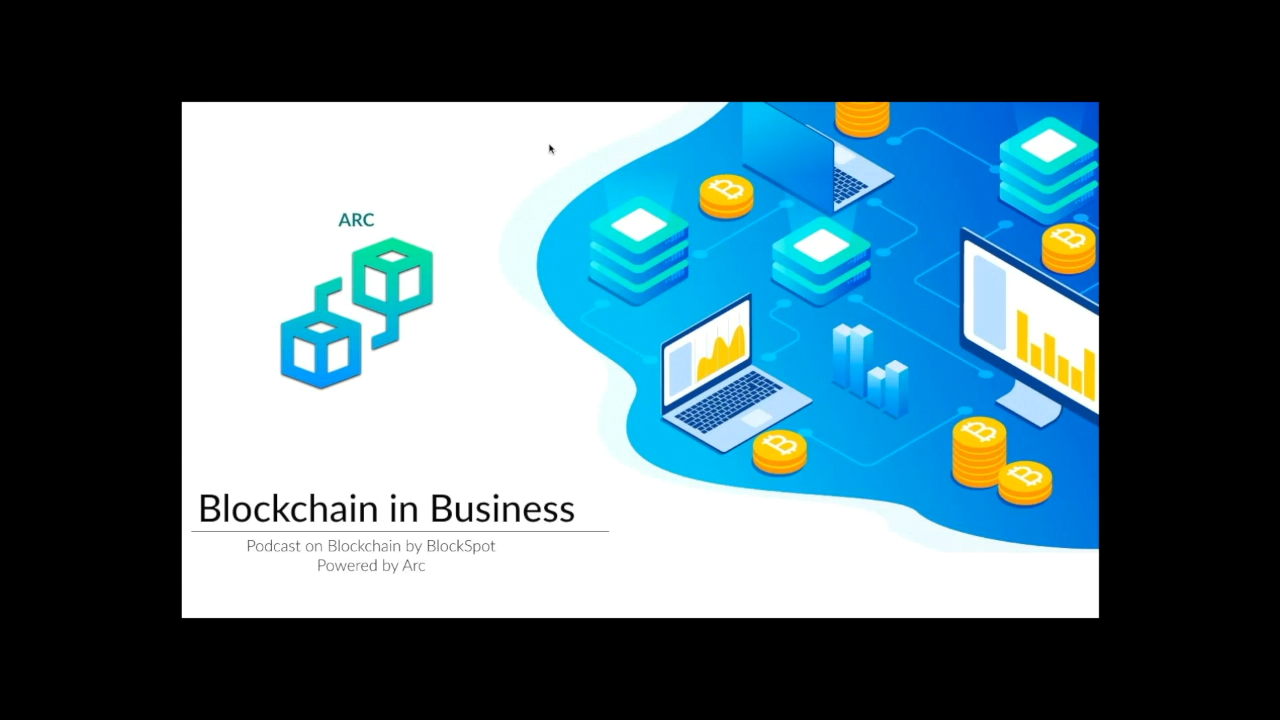 ARC
Blockchain in Business
Podcast on Blockchain by BlockSpot
Powered by Arc